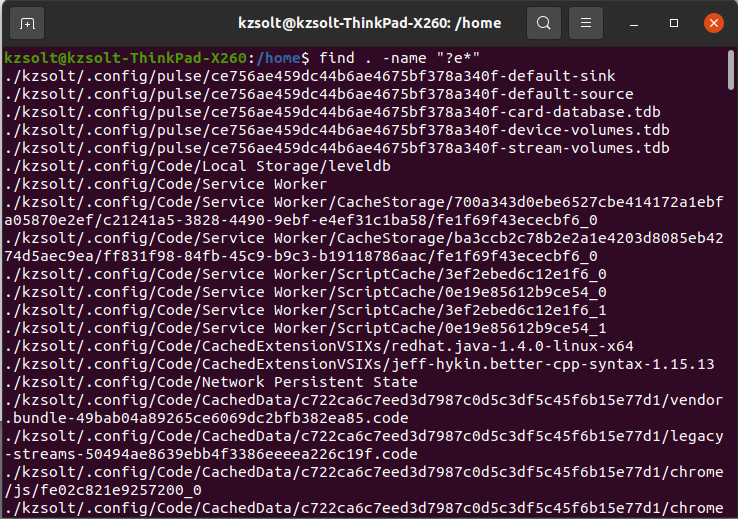 kzsolt@kzsolt-ThinkPad-X260: /home
kzsolt@kzsolt-ThinkPad-X260:/home$ find . -name "?e*"
./kzsolt/.config/pulse/ce756ae459dc44b6ae4675bf378a340f-default-sink
./kzsolt/.config/pulse/ce756ae459dc44b6ae4675bf378a340f-default-source
./kzsolt/.config/pulse/ce756ae459dc44b6ae4675bf378a340f-card-database.tdb
./kzsolt/.config/pulse/ce756ae459dc44b6ae4675bf378a340f-device-volumes.tdb
./kzsolt/.config/pulse/ce756ae459dc44b6ae4675bf378a340f-stream-volumes.tdb
./kzsolt/.config/Code/Local Storage/leveldb
./kzsolt/.config/Code/Service Worker
./kzsolt/.config/Code/Service Worker/CacheStorage/700a343d0ebe6527cbe414172a1ebf
a05870e2ef/c21241a5-3828-4490-9ebf-e4ef31c1ba58/fe1f69f43ececbf6_0
./kzsolt/.config/Code/Service Worker/CacheStorage/ba3ccb2c78b2e2a1e4203d8085eb42
74d5aec9ea/ff831f98-84fb-45c9-b9c3-b19118786aac/fe1f69f43ececbf6_0
./kzsolt/.config/Code/Service Worker/ScriptCache/3ef2ebed6c12e1f6_0
./kzsolt/.config/Code/Service Worker/ScriptCache/0e19e85612b9ce54_0
./kzsolt/.config/Code/Service Worker/ScriptCache/3ef2ebed6c12e1f6_1
./kzsolt/.config/Code/Service Worker/ScriptCache/0e19e85612b9ce54_1
./kzsolt/.config/Code/CachedExtensionVSIXs/redhat.java-1.4.0-linux-x64
./kzsolt/.config/Code/CachedExtensionVSIXs/jeff-hykin.better-cpp-syntax-1.15.13
./kzsolt/.config/Code/Network Persistent State
./kzsolt/.config/Code/CachedData/c722ca6c7eed3d7987c0d5c3df5c45f6b15e77d1/vendor
.bundle-49bab04a89265ce6069dc2bfb382ea85.code
./kzsolt/.config/Code/CachedData/c722ca6c7eed3d7987c0d5c3df5c45f6b15e77d1/legacy
-streams-50494ae8639ebb4f3386eeeea226c19f.code
./kzsolt/.config/Code/CachedData/c722ca6c7eed3d7987c0d5c3df5c45f6b15e77d1/chrome
/js/fe02c821e9257200_0
./kzsolt/.config/Code/CachedData/c722ca6c7eed3d7987c0d5c3df5c45f6b15e77d1/chrome